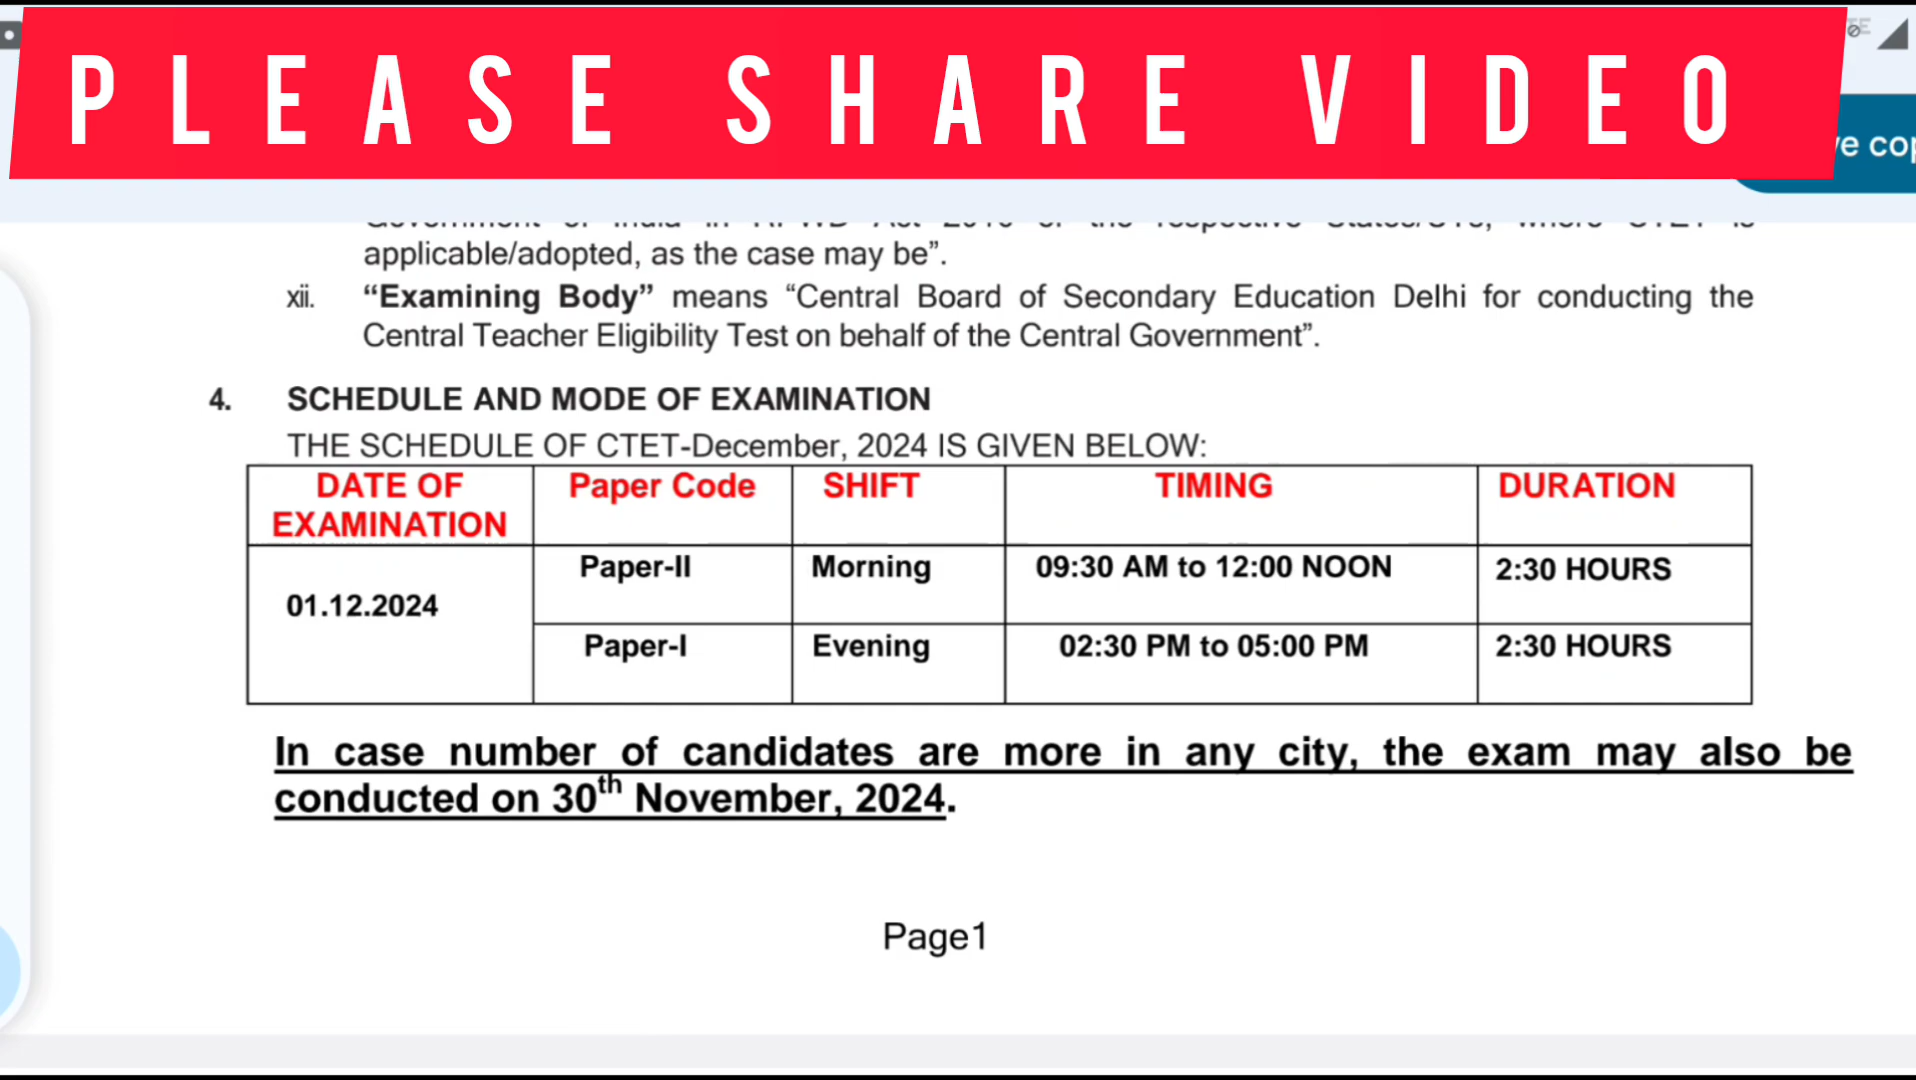 PLEASE SHARE VIDEO
applicable/adopted, as the case may be”.
xii. “Examining Body” means “Central Board of Secondary Education Delhi for conducting the
Central Teacher Eligibility Test on behalf of the Central Government”.
4. SCHEDULE AND MODE OF EXAMINATION
THE SCHEDULE OF CTET-December, 2024 IS GIVEN BELOW:
DATE OF EXAMINATION Paper Code SHIFT TIMING DURATION
01.12.2024 Paper-II Morning 09:30 AM to 12:00 NOON 2:30 HOURS
Paper-I Evening 02:30 PM to 05:00 PM 2:30 HOURS
In case number of candidates are more in any city, the exam may also be
conducted on 30th November, 2024.
Page1